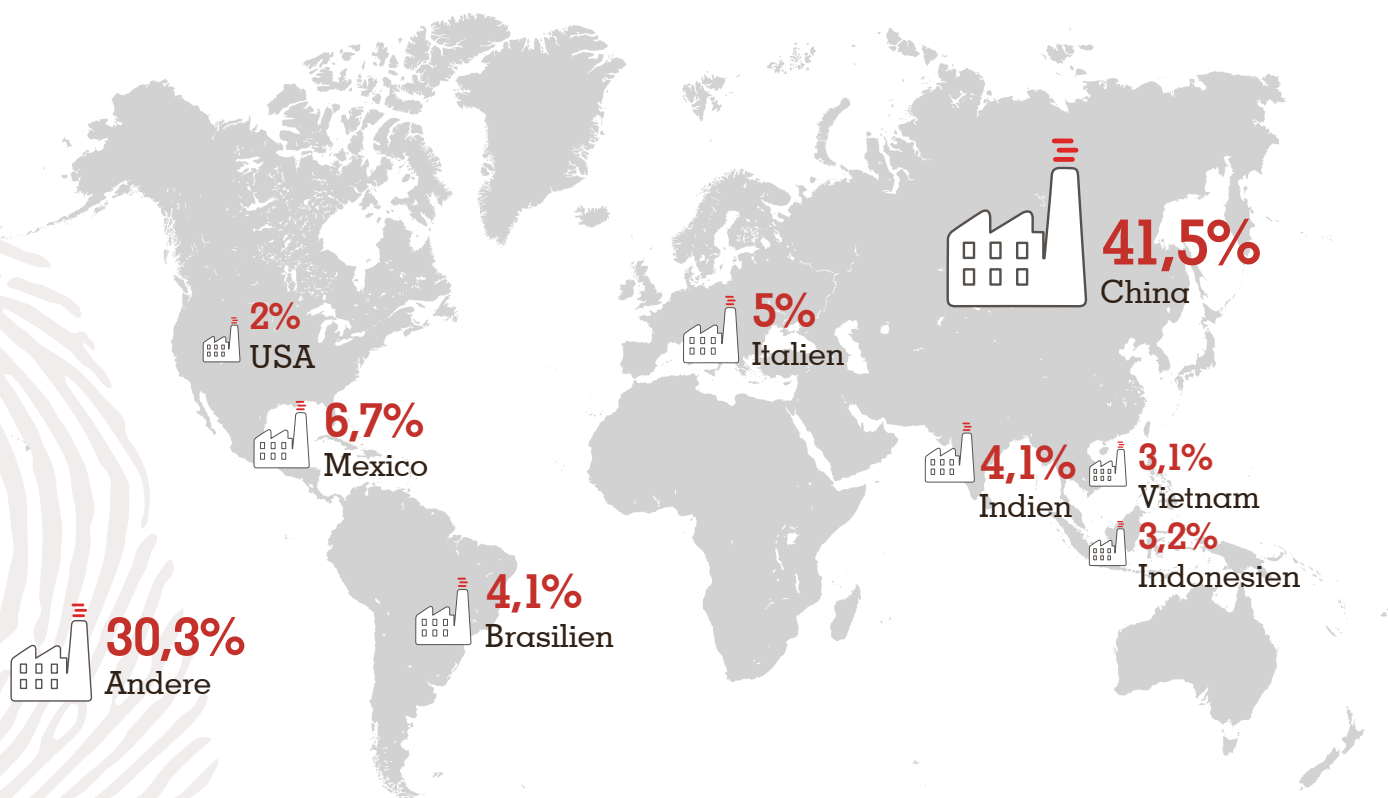 41,5%
China
2%
USA
5%
Italien
6,7%
Mexico
4,1%
Indien
3,1%
Vietnam
3,2%
Indonesien
4,1%
Brasilien
30,3%
Andere